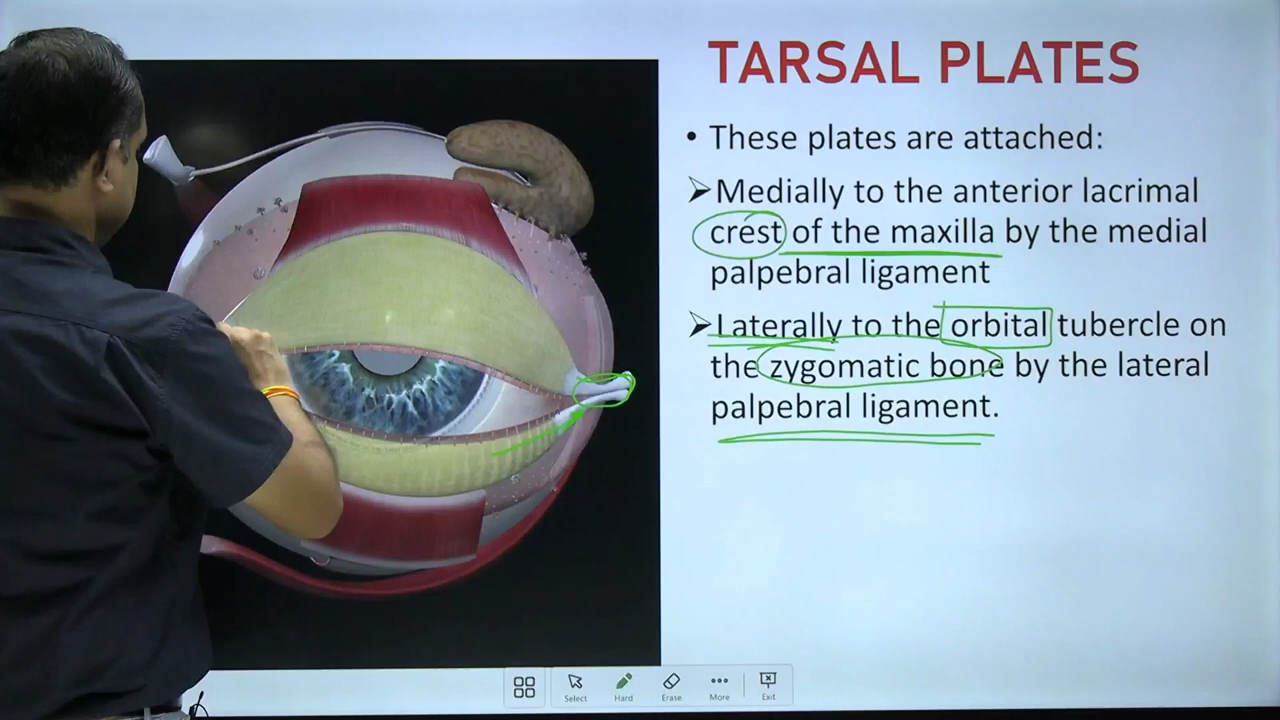 TARSAL PLATES
• These plates are attached:
➢Medially to the anterior lacrimal
crest of the maxilla by the medial
palpebral ligament
➢Laterally to the orbital tubercle on
the zygomatic bone by the lateral
palpebral ligament.
Select Hard Erase More Exit